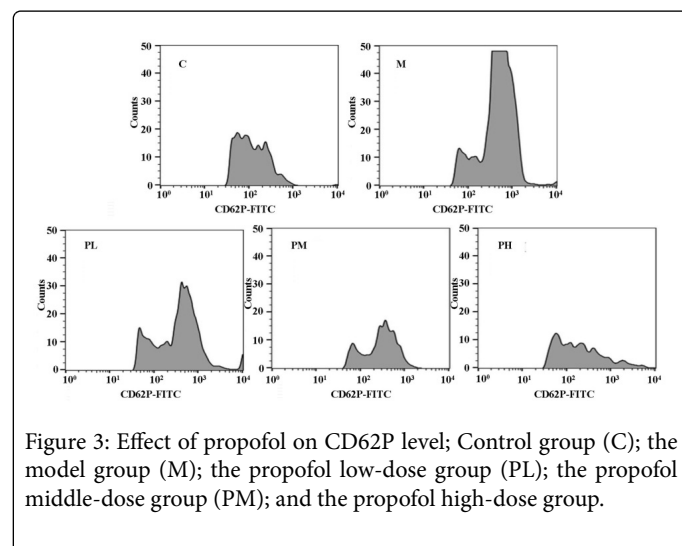 C
50
40
30
20
10
0
Counts
10⁰ 10¹ 10² 10³ 10⁴
CD62P-FITC
M
50
40
30
20
10
0
Counts
10⁰ 10¹ 10² 10³ 10⁴
CD62P-FITC
PL
50
40
30
20
10
0
Counts
10⁰ 10¹ 10² 10³ 10⁴
CD62P-FITC
PM
50
40
30
20
10
0
Counts
10⁰ 10¹ 10² 10³ 10⁴
CD62P-FITC
PH
50
40
30
20
10
0
Counts
10⁰ 10¹ 10² 10³ 10⁴
CD62P-FITC
Figure 3: Effect of propofol on CD62P level; Control group (C); the
model group (M); the propofol low-dose group (PL); the propofol
middle-dose group (PM); and the propofol high-dose group.